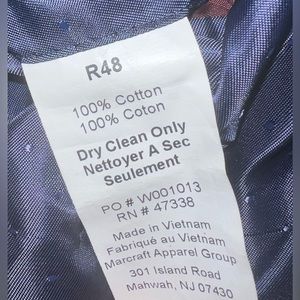 R48
100% Cotton
100% Coton
Dry Clean Only
Nettoyer A Sec
Seulement
PO # W001013
RN # 47338
Made in Vietnam
Fabriqué au Vietnam
Marcraft Apparel Group
301 Island Road
Mahwah, NJ 07430